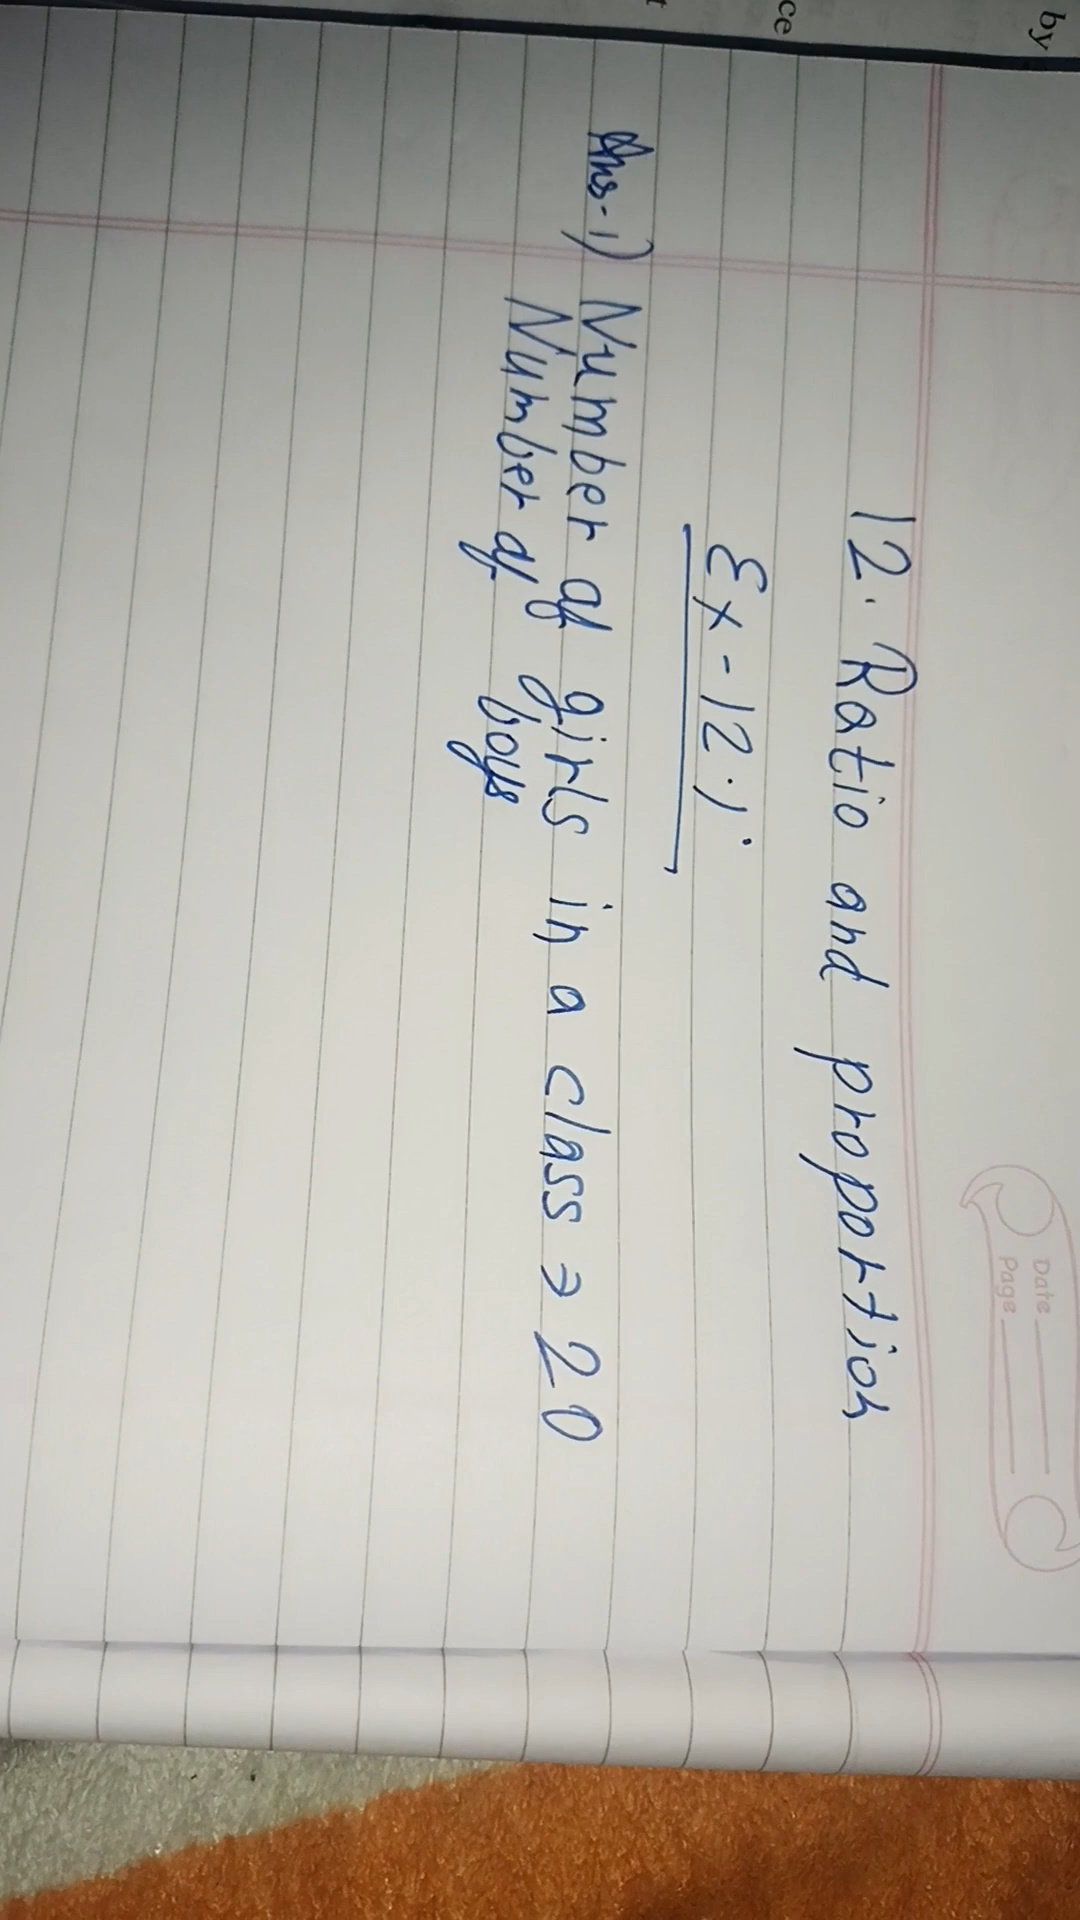 by
ce
t
Date
Page
12. Ratio and proportion
Ex-12.1
Ans-1) Number of girls in a class → 20
Number of boys